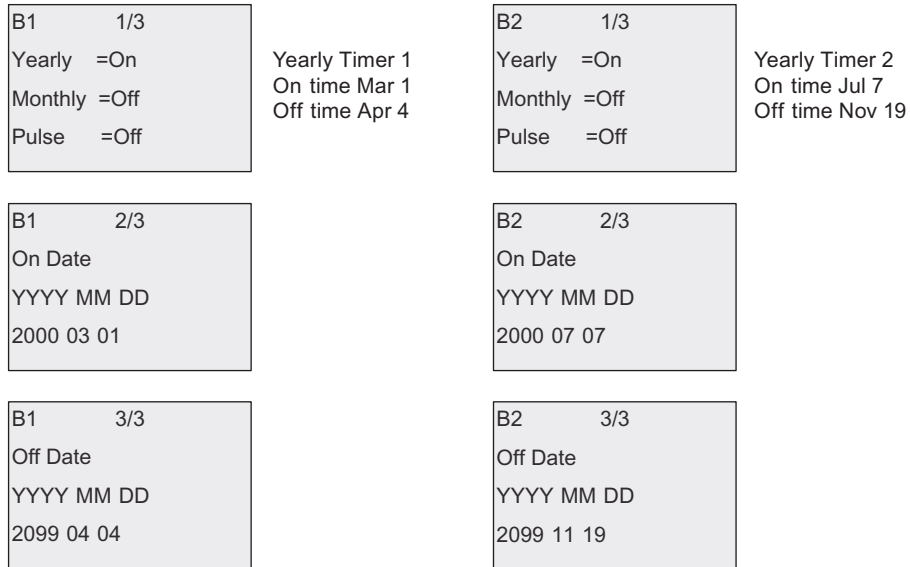 B1 1/3
Yearly =On
Monthly =Off
Pulse =Off
Yearly Timer 1
On time Mar 1
Off time Apr 4
B2 1/3
Yearly =On
Monthly =Off
Pulse =Off
Yearly Timer 2
On time Jul 7
Off time Nov 19
B1 2/3
On Date
YYYY MM DD
2000 03 01
B2 2/3
On Date
YYYY MM DD
2000 07 07
B1 3/3
Off Date
YYYY MM DD
2099 04 04
B2 3/3
Off Date
YYYY MM DD
2099 11 19